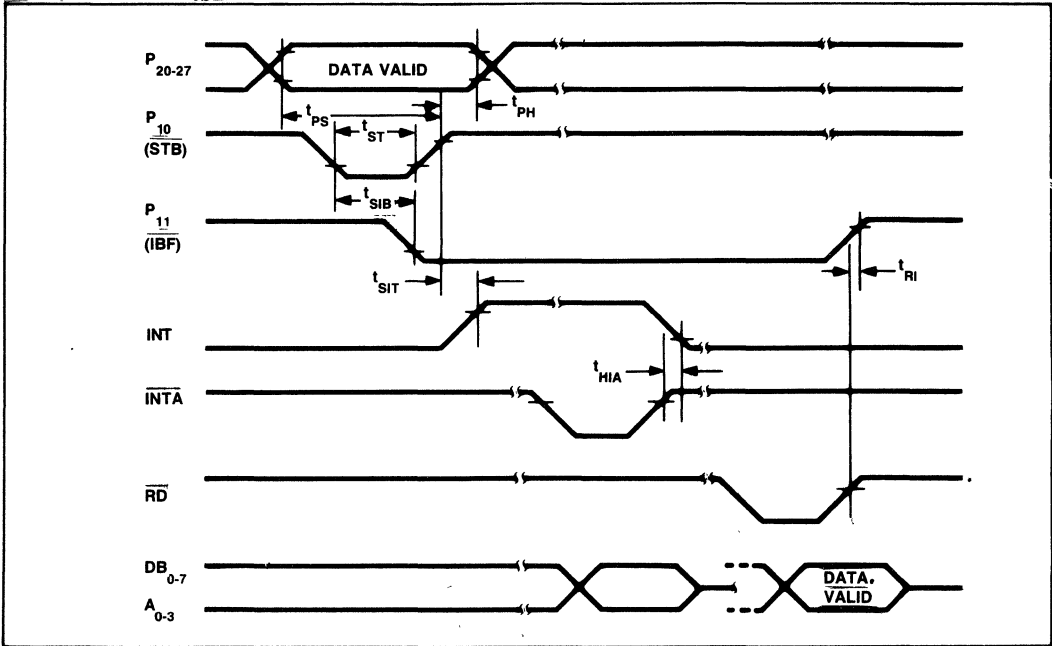 P20-27
DATA VALID
tPS
tPH
P10
(STB)
tST
tSIB
P11
(IBF)
tSIT
tRI
INT
tHIA
INTA
RD
DB0-7
A0-3
DATA
VALID